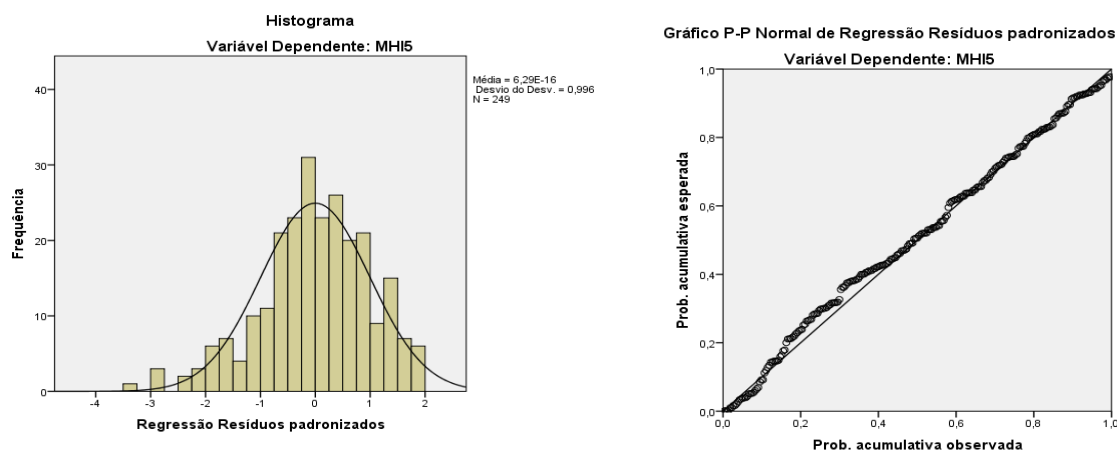 Histograma
Variável Dependente: MHI5
Média = 6,29E-16
Desvio do Desv. = 0,996
N = 249
Frequência
40
30
20
10
0
-4 -3 -2 -1 0 1 2
Regressão Resíduos padronizados
Gráfico P-P Normal de Regressão Resíduos padronizados
Variável Dependente: MHI5
Prob. acumulativa esperada
1,0
0,8
0,6
0,4
0,2
0,0
0,0 0,2 0,4 0,6 0,8 1,0
Prob. acumulativa observada